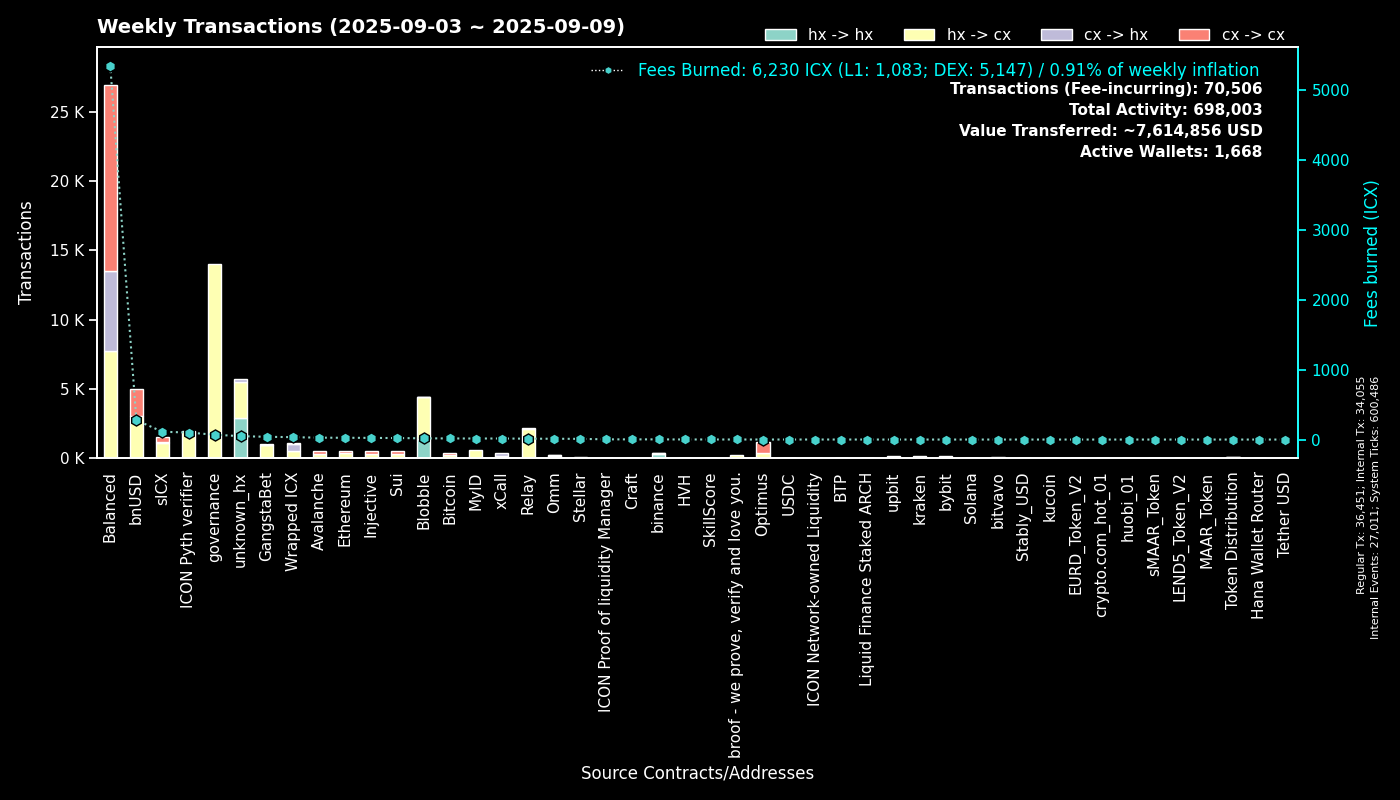 Weekly Transactions (2025-09-03 ~ 2025-09-09)
hx -> hx
hx -> cx
cx -> hx
cx -> cx
Fees Burned: 6,230 ICX (L1: 1,083; DEX: 5,147) / 0.91% of weekly inflation
Transactions (Fee-incurring): 70,506
Total Activity: 698,003
Value Transferred: ~7,614,856 USD
Active Wallets: 1,668
Transactions
25 K
20 K
15 K
10 K
5 K
0 K
5000
4000
3000
2000
1000
0
Fees burned (ICX)
Regular Tx: 36,451; Internal Tx: 34,055
Internal Events: 27,011; System Ticks: 600,486
Balanced
bnUSD
sICX
ICON Pyth verifier
governance
unknown_hx
GangstaBet
Wrapped ICX
Avalanche
Ethereum
Injective
Sui
Blobble
Bitcoin
MyID
xCall
Relay
Omm
Stellar
ICON Proof of liquidity Manager
Craft
binance
HVH
SkillScore
broof - we prove, verify and love you.
Optimus
USDC
ICON Network-owned Liquidity
BTP
Liquid Finance Staked ARCH
upbit
kraken
bybit
Solana
bitvavo
Stably_USD
kucoin
EURD_Token_V2
crypto.com_hot_01
huobi_01
sMAAR_Token
LEND5_Token_V2
MAAR_Token
Token Distribution
Hana Wallet Router
Tether USD
Source Contracts/Addresses